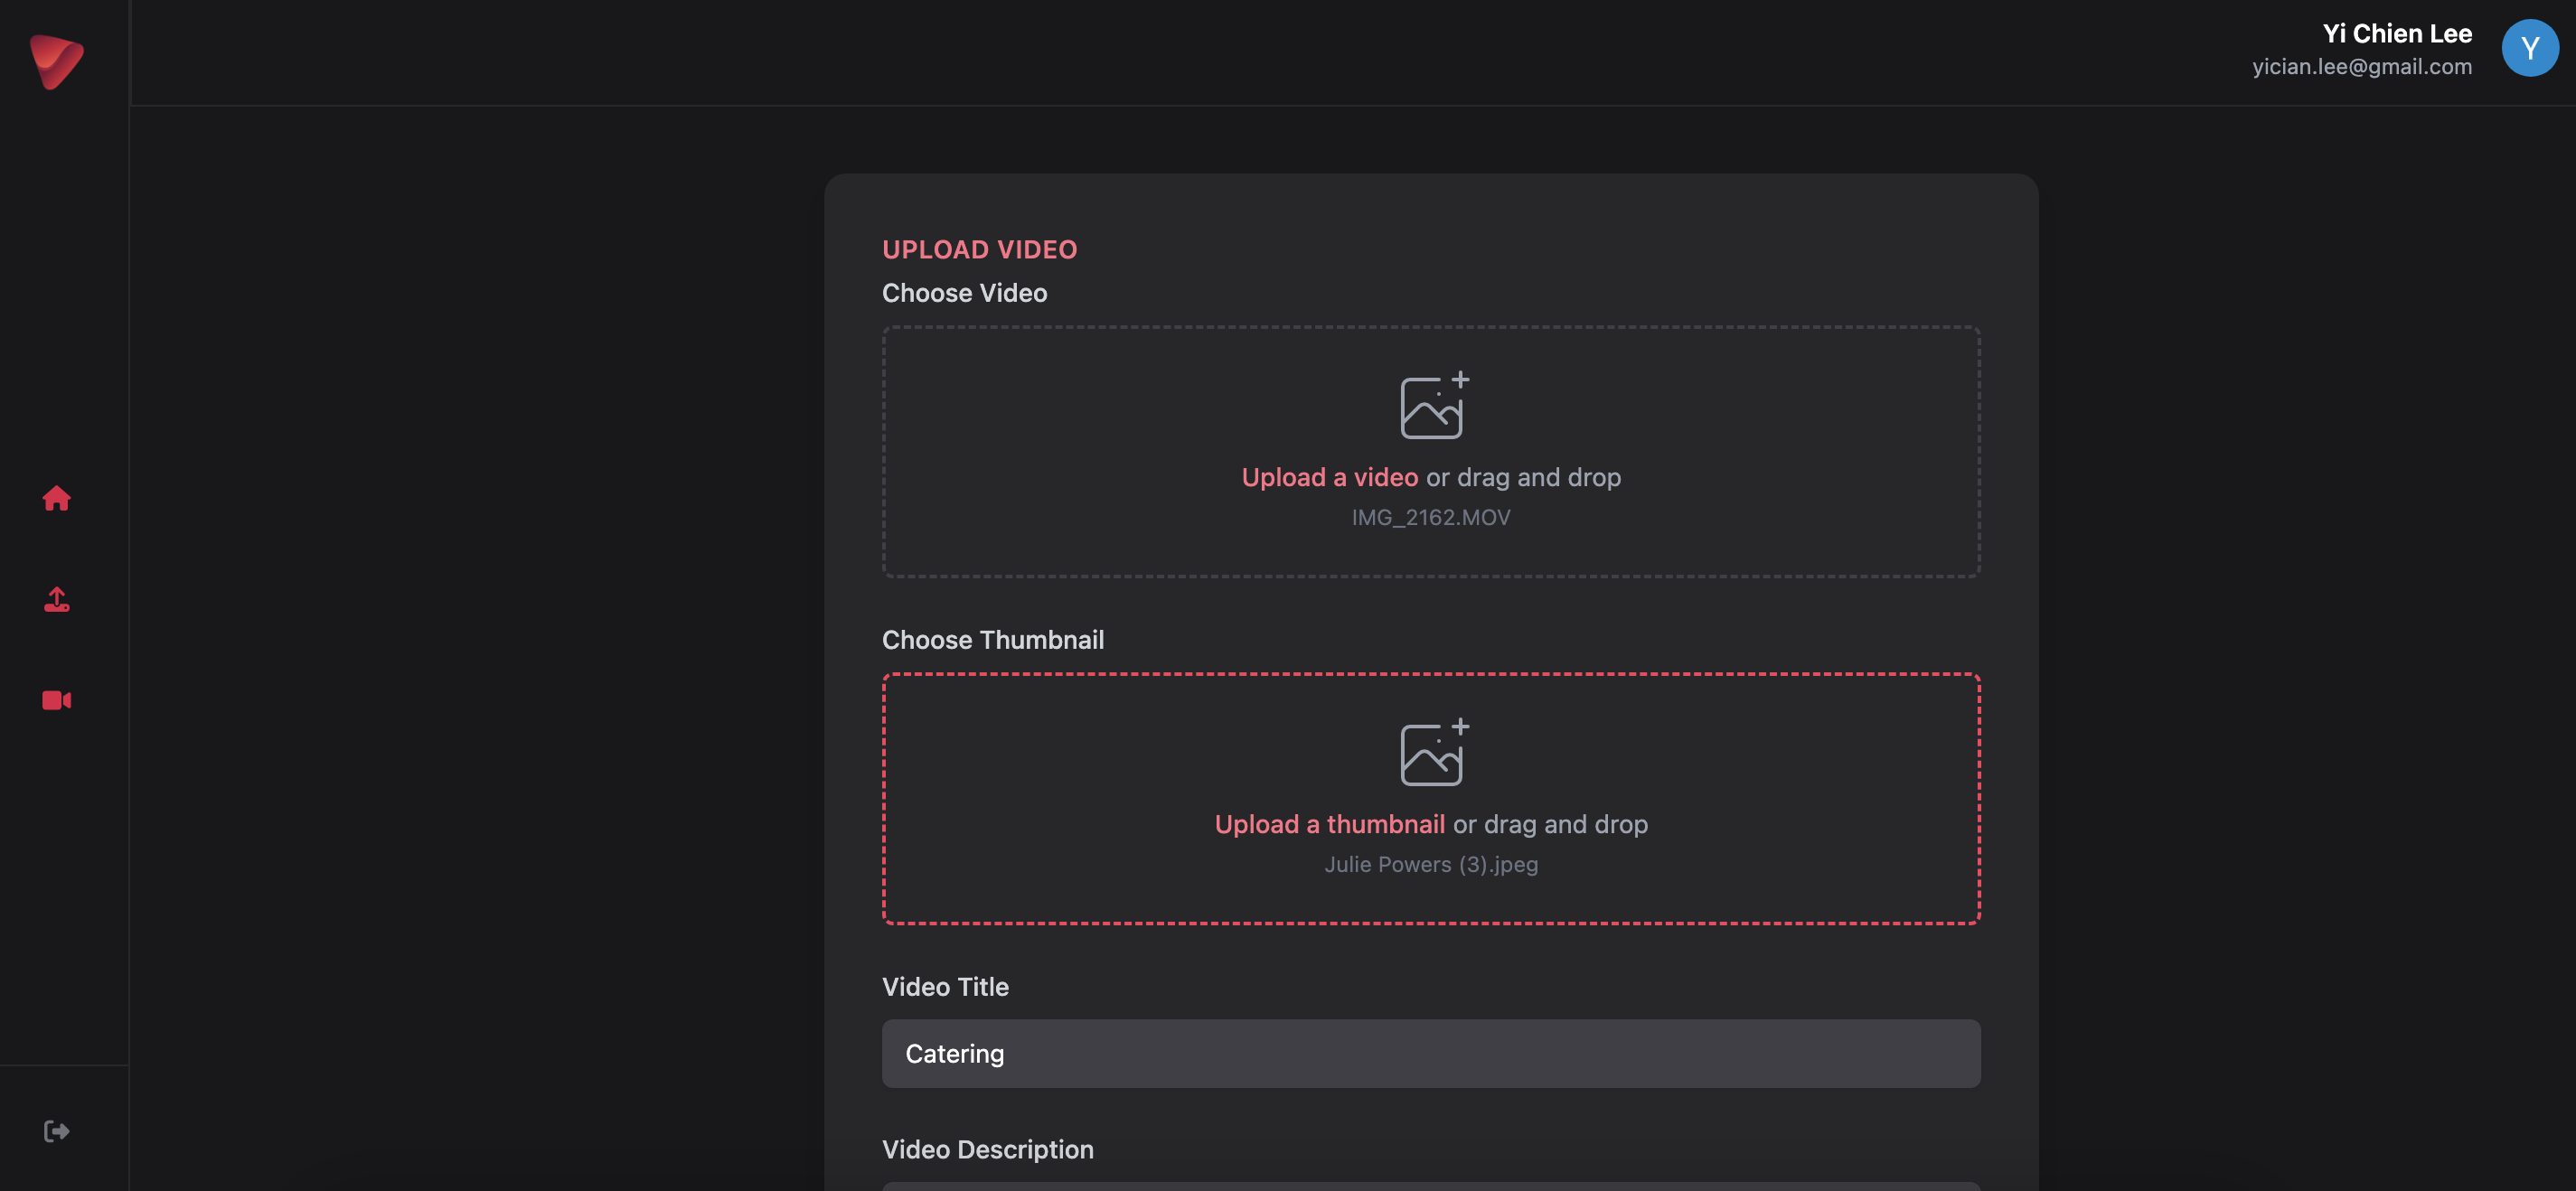 Yi Chien Lee
yician.lee@gmail.com
Y
UPLOAD VIDEO
Choose Video
Upload a video or drag and drop
IMG_2162.MOV
Choose Thumbnail
Upload a thumbnail or drag and drop
Julie Powers (3).jpeg
Video Title
Catering
Video Description